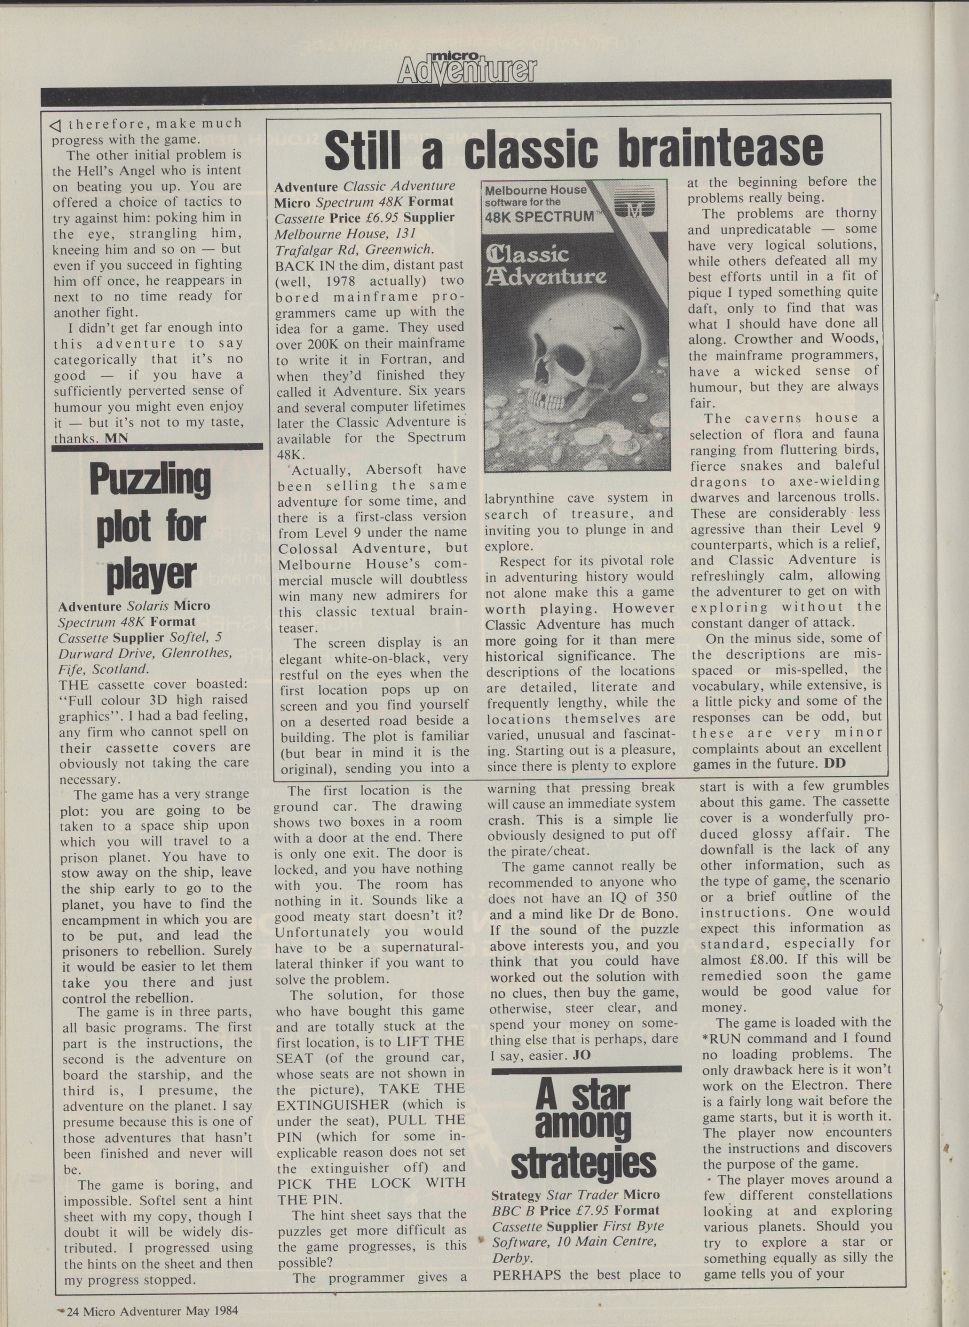 micro
Adventurer
◁ therefore, make much
progress with the game.
The other initial problem is
the Hell's Angel who is intent
on beating you up. You are
offered a choice of tactics to
try against him: poking him in
the eye, strangling him,
kneeing him and so on — but
even if you succeed in fighting
him off once, he reappears in
next to no time ready for
another fight.
I didn't get far enough into
this adventure to say
categorically that it's no
good — if you have a
sufficiently perverted sense of
humour you might even enjoy
it — but it's not to my taste,
thanks. MN
Puzzling
plot for
player
Adventure Solaris Micro
Spectrum 48K Format
Cassette Supplier Softel, 5
Durward Drive, Glenrothes,
Fife, Scotland.
THE cassette cover boasted:
"Full colour 3D high raised
graphics". I had a bad feeling,
any firm who cannot spell on
their cassette covers are
obviously not taking the care
necessary.
The game has a very strange
plot: you are going to be
taken to a space ship upon
which you will travel to a
prison planet. You have to
stow away on the ship, leave
the ship early to go to the
planet, you have to find the
encampment in which you are
to be put, and lead the
prisoners to rebellion. Surely
it would be easier to let them
take you there and just
control the rebellion.
The game is in three parts,
all basic programs. The first
part is the instructions, the
second is the adventure on
board the starship, and the
third is, I presume, the
adventure on the planet. I say
presume because this is one of
those adventures that hasn't
been finished and never will
be.
The game is boring, and
impossible. Softel sent a hint
sheet with my copy, though I
doubt it will be widely dis-
tributed. I progressed using
the hints on the sheet and then
my progress stopped.
Still a classic braintease
Adventure Classic Adventure
Micro Spectrum 48K Format
Cassette Price £6.95 Supplier
Melbourne House, 131
Trafalgar Rd, Greenwich.
BACK IN the dim, distant past
(well, 1978 actually) two
bored mainframe pro-
grammers came up with the
idea for a game. They used
over 200K on their mainframe
to write it in Fortran, and
when they'd finished they
called it Adventure. Six years
and several computer lifetimes
later the Classic Adventure is
available for the Spectrum
48K.
Actually, Abersoft have
been selling the same
adventure for some time, and
there is a first-class version
from Level 9 under the name
Colossal Adventure, but
Melbourne House's com-
mercial muscle will doubtless
win many new admirers for
this classic textual brain-
teaser.
The screen display is an
elegant white-on-black, very
restful on the eyes when the
first location pops up on
screen and you find yourself
on a deserted road beside a
building. The plot is familiar
(but bear in mind it is the
original), sending you into a
Melbourne House
software for the
48K SPECTRUM™
M
Classic
Adventure
labrynthine cave system in
search of treasure, and
inviting you to plunge in and
explore.
Respect for its pivotal role
in adventuring history would
not alone make this a game
worth playing. However
Classic Adventure has much
more going for it than mere
historical significance. The
descriptions of the locations
are detailed, literate and
frequently lengthy, while the
locations themselves are
varied, unusual and fascinat-
ing. Starting out is a pleasure,
since there is plenty to explore
at the beginning before the
problems really being.
The problems are thorny
and unpredicatable — some
have very logical solutions,
while others defeated all my
best efforts until in a fit of
pique I typed something quite
daft, only to find that was
what I should have done all
along. Crowther and Woods,
the mainframe programmers,
have a wicked sense of
humour, but they are always
fair.
The caverns house a
selection of flora and fauna
ranging from fluttering birds,
fierce snakes and baleful
dragons to axe-wielding
dwarves and larcenous trolls.
These are considerably less
agressive than their Level 9
counterparts, which is a relief,
and Classic Adventure is
refreshingly calm, allowing
the adventurer to get on with
exploring without the
constant danger of attack.
On the minus side, some of
the descriptions are mis-
spaced or mis-spelled, the
vocabulary, while extensive, is
a little picky and some of the
responses can be odd, but
these are very minor
complaints about an excellent
games in the future. DD
The first location is the
ground car. The drawing
shows two boxes in a room
with a door at the end. There
is only one exit. The door is
locked, and you have nothing
with you. The room has
nothing in it. Sounds like a
good meaty start doesn't it?
Unfortunately you would
have to be a supernatural-
lateral thinker if you want to
solve the problem.
The solution, for those
who have bought this game
and are totally stuck at the
first location, is to LIFT THE
SEAT (of the ground car,
whose seats are not shown in
the picture), TAKE THE
EXTINGUISHER (which is
under the seat), PULL THE
PIN (which for some in-
explicable reason does not set
the extinguisher off) and
PICK THE LOCK WITH
THE PIN.
The hint sheet says that the
puzzles get more difficult as
the game progresses, is this
possible?
The programmer gives a
warning that pressing break
will cause an immediate system
crash. This is a simple lie
obviously designed to put off
the pirate/cheat.
The game cannot really be
recommended to anyone who
does not have an IQ of 350
and a mind like Dr de Bono.
If the sound of the puzzle
above interests you, and you
think that you could have
worked out the solution with
no clues, then buy the game,
otherwise, steer clear, and
spend your money on some-
thing else that is perhaps, dare
I say, easier. JO
A star
among
strategies
Strategy Star Trader Micro
BBC B Price £7.95 Format
Cassette Supplier First Byte
Software, 10 Main Centre,
Derby.
PERHAPS the best place to
start is with a few grumbles
about this game. The cassette
cover is a wonderfully pro-
duced glossy affair. The
downfall is the lack of any
other information, such as
the type of game, the scenario
or a brief outline of the
instructions. One would
expect this information as
standard, especially for
almost £8.00. If this will be
remedied soon the game
would be good value for
money.
The game is loaded with the
*RUN command and I found
no loading problems. The
only drawback here is it won't
work on the Electron. There
is a fairly long wait before the
game starts, but it is worth it.
The player now encounters
the instructions and discovers
the purpose of the game.
The player moves around a
few different constellations
looking at and exploring
various planets. Should you
try to explore a star or
something equally as silly the
game tells you of your
24 Micro Adventurer May 1984